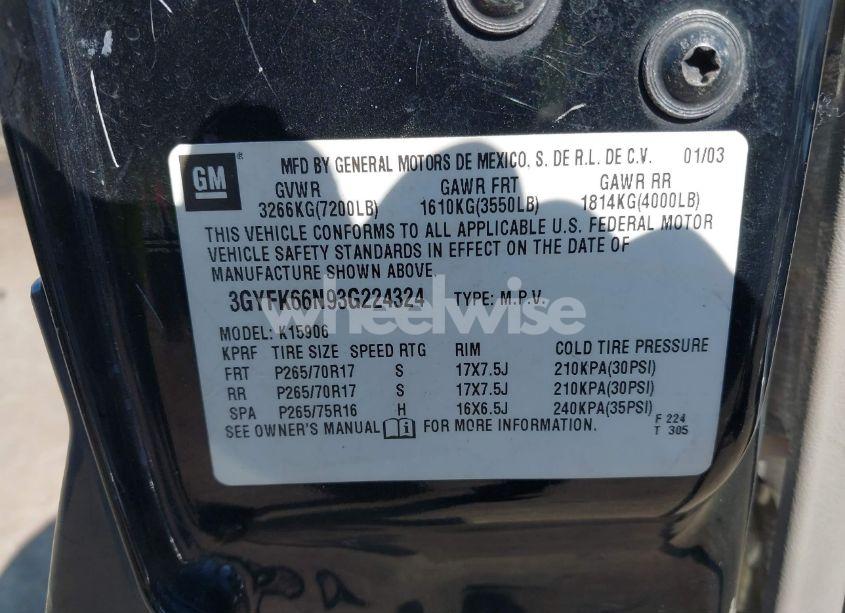 GM ® MFD BY GENERAL MOTORS DE MEXICO, S. DE R.L. DE C.V. 01/03
GVWR GAWR FRT GAWR RR
3266KG(7200LB) 1610KG(3550LB) 1814KG(4000LB)
THIS VEHICLE CONFORMS TO ALL APPLICABLE U.S. FEDERAL MOTOR
VEHICLE SAFETY STANDARDS IN EFFECT ON THE DATE OF
MANUFACTURE SHOWN ABOVE.
3GYFK66N93G224324 TYPE: M.P.V.
wheelwise
MODEL: K15906
KPRF TIRE SIZE SPEED RTG RIM COLD TIRE PRESSURE
FRT P265/70R17 S 17X7.5J 210KPA(30PSI)
RR P265/70R17 S 17X7.5J 210KPA(30PSI)
SPA P265/75R16 H 16X6.5J 240KPA(35PSI)
F 224
SEE OWNER'S MANUAL FOR MORE INFORMATION. T 305